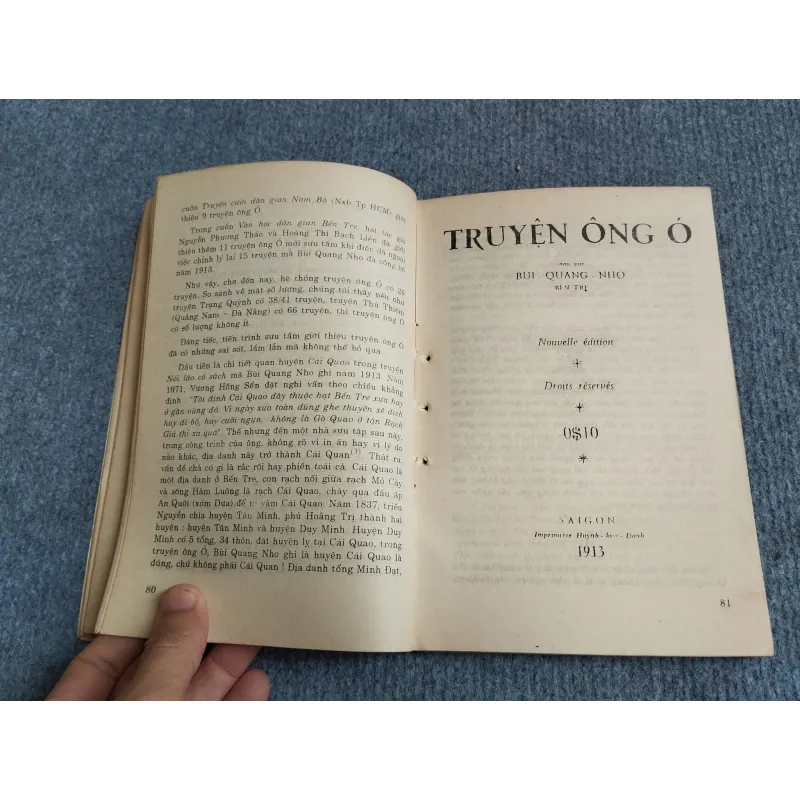 cuốn Truyện cười dân gian Nam Bộ (Nxb Tp HCM) giới
thiệu 9 truyện ông Ó.
Trong cuốn Văn học dân gian Bến Tre, hai tác giả
Nguyễn Phương Thảo và Hoàng Thị Bạch Liên đã giới
thiệu thêm 11 truyện ông Ó mới sưu tầm khi điền dã ngoài
việc chỉnh lý lại 15 truyện mà Bùi Quang Nho đã công bố
năm 1913.
Như vậy, cho đến nay, hệ thống truyện ông Ó có 26
truyện. So sánh về mặt số lượng, chúng tôi thấy nếu như
truyện Trạng Quỳnh có 38/41 truyện, truyện Thủ Thiệm
(Quảng Nam - Đà Nẵng) có 66 truyện, thì truyện ông Ó
có số lượng không ít.
Đáng tiếc, tiến trình sưu tầm giới thiệu truyện ông Ó
đã có những sai sót, lầm lẫn mà không thể bỏ qua.
Đầu tiên là chi tiết quan huyện Cái Quao trong truyện
Nói láo có sách mà Bùi Quang Nho ghi năm 1913. Năm
1971, Vương Hồng Sển đặt nghi vấn theo chiều khẳng
định : "Tôi định Cái Quao đây thuộc hạt Bến Tre xưa hay
ở gần vùng đó. Vì ngày xưa toàn dùng ghe thuyền xê dịch
hay đi bộ, hay cưỡi ngựa, không là Gò Quao ở tận Rạch
Giá thì xa quá". Thế nhưng đến một nhà sưu tập sau này,
trong công trình của ông, không rõ vì in ấn hay vì lý do
nào khác, địa danh này trở thành Cái Quan(3). Thật ra,
vấn đề chả có gì là rắc rối hay phiền toái cả. Cái Quao là
một địa danh ở Bến Tre, con rạch nối giữa rạch Mỏ Cày
và sông Hàm Luông là rạch Cái Quao, chảy qua đầu ấp
An Quới (xóm Dưa) để ra vàm Cái Quao. Năm 1837, triều
Nguyễn chia huyện Tân Minh, phủ Hoằng Trị thành hai
huyện : huyện Tân Minh và huyện Duy Minh. Huyện Duy
Minh có 5 tổng, 34 thôn, đặt huyện lỵ tại Cái Quao, trong
truyện ông Ó, Bùi Quang Nho ghi là huyện Cái Quao là
đúng, chứ không phải Cái Quan ! Địa danh tổng Minh Đạt,
80
TRUYỆN ÔNG Ó
par
BÙI - QUANG - NHO
BẾN TRE
Nouvelle édition
*
Droits réservés
*
0$10
*
SAIGON
Imprimerie Huỳnh - - Danh
1913
81